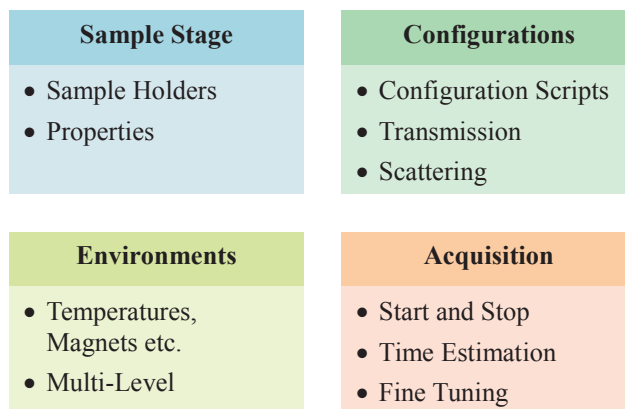 Sample Stage
• Sample Holders
• Properties
Configurations
• Configuration Scripts
• Transmission
• Scattering
Environments
• Temperatures,
Magnets etc.
• Multi-Level
Acquisition
• Start and Stop
• Time Estimation
• Fine Tuning